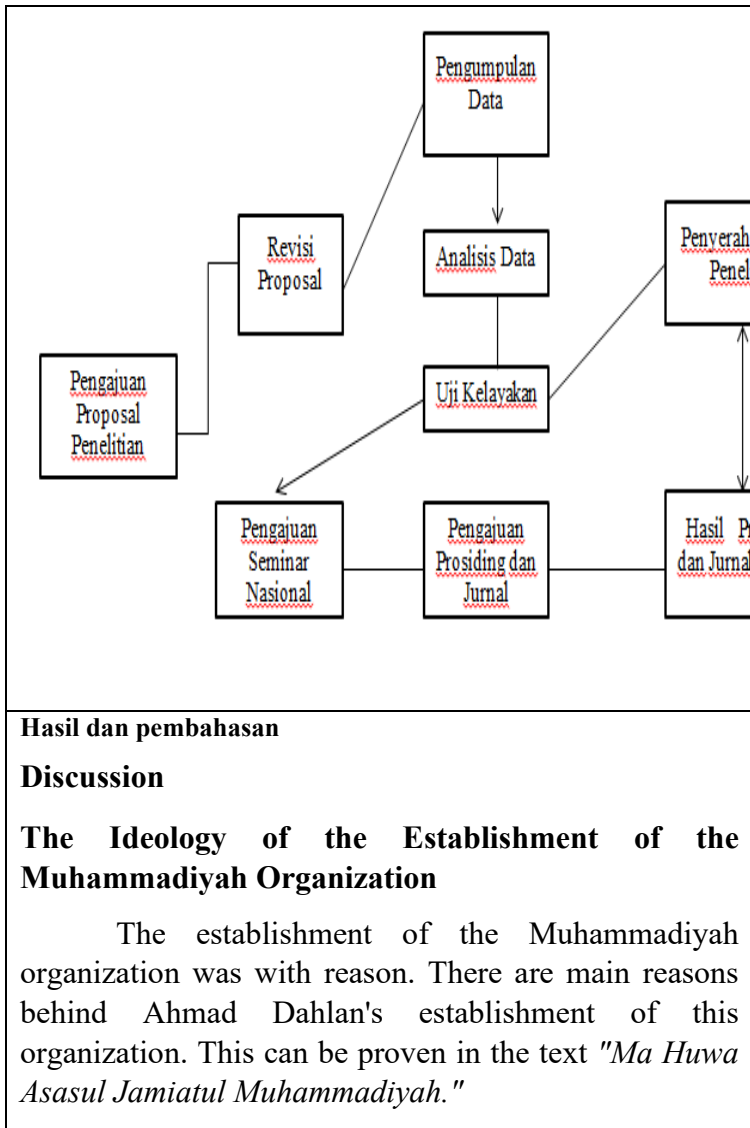 Pengumpulan
Data
Revisi
Proposal
Analisis Data
Pengajuan
Proposal
Penelitian
Uji Kelayakan
Pengajuan
Seminar
Nasional
Pengajuan
Prosiding dan
Jurnal
Hasil
dan Jurnal
Hasil dan pembahasan
Discussion
The Ideology of the Establishment of the
Muhammadiyah Organization
The establishment of the Muhammadiyah
organization was with reason. There are main reasons
behind Ahmad Dahlan's establishment of this
organization. This can be proven in the text "Ma Huwa
Asasul Jamiatul Muhammadiyah."